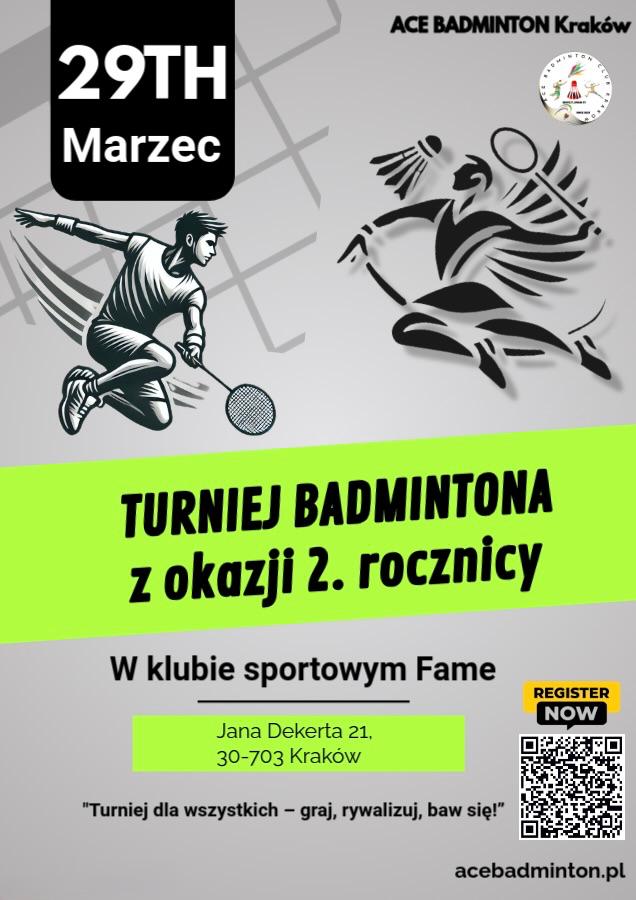 ACE BADMINTON Kraków
29TH
Marzec
TURNIEJ BADMINTONA
z okazji 2. rocznicy
W klubie sportowym Fame
Jana Dekerta 21,
30-703 Kraków
REGISTER
NOW
"Turniej dla wszystkich – graj, rywalizuj, baw się!”
acebadminton.pl